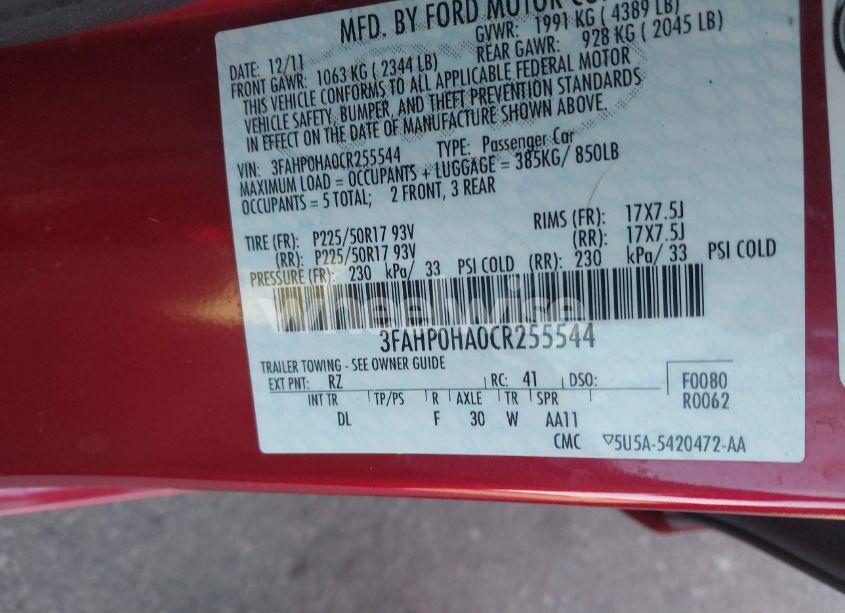 MFD. BY FORD MOTOR CO
DATE: 12/11 GVWR: 1991 KG ( 4389 LB)
FRONT GAWR: 1063 KG ( 2344 LB) REAR GAWR: 928 KG ( 2045 LB)
THIS VEHICLE CONFORMS TO ALL APPLICABLE FEDERAL MOTOR
VEHICLE SAFETY, BUMPER, AND THEFT PREVENTION STANDARDS
IN EFFECT ON THE DATE OF MANUFACTURE SHOWN ABOVE.
VIN: 3FAHP0HA0CR255544 TYPE: Passenger Car
MAXIMUM LOAD = OCCUPANTS + LUGGAGE = 385KG/ 850LB
OCCUPANTS = 5 TOTAL; 2 FRONT, 3 REAR
TIRE (FR): P225/50R17 93V RIMS (FR): 17X7.5J
(RR): P225/50R17 93V (RR): 17X7.5J
PRESSURE (FR): 230 kPa/ 33 PSI COLD (RR): 230 kPa/ 33 PSI COLD
Wheelwise
3FAHP0HA0CR255544
TRAILER TOWING - SEE OWNER GUIDE
EXT PNT: RZ RC: 41 DSO: F0080
INT TR TP/PS R AXLE TR SPR R0062
DL F 30 W AA11
CMC ▽5U5A-5420472-AA